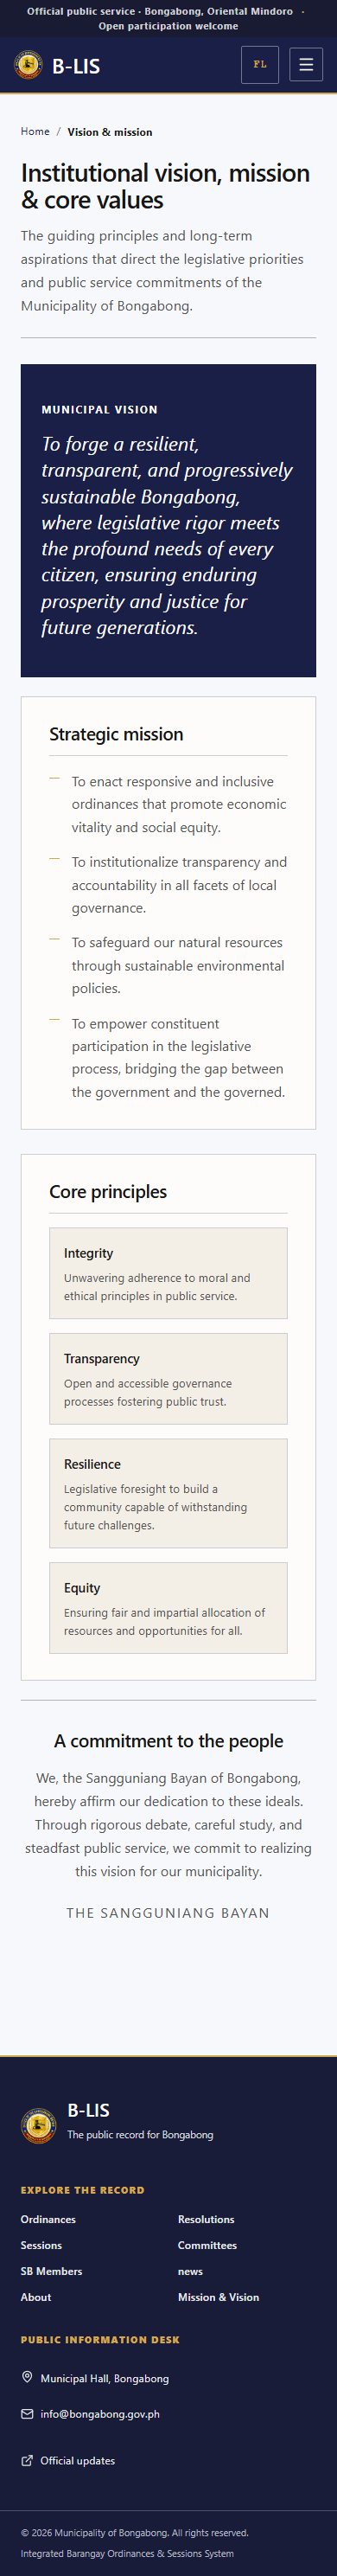 Official public service · Bongabong, Oriental Mindoro ·
Open participation welcome
B-LIS
FL
Home / Vision & mission
Institutional vision, mission
& core values
The guiding principles and long-term
aspirations that direct the legislative priorities
and public service commitments of the
Municipality of Bongabong.
MUNICIPAL VISION
To forge a resilient,
transparent, and progressively
sustainable Bongabong,
where legislative rigor meets
the profound needs of every
citizen, ensuring enduring
prosperity and justice for
future generations.
Strategic mission
— To enact responsive and inclusive
ordinances that promote economic
vitality and social equity.
— To institutionalize transparency and
accountability in all facets of local
governance.
— To safeguard our natural resources
through sustainable environmental
policies.
— To empower constituent
participation in the legislative
process, bridging the gap between
the government and the governed.
Core principles
Integrity
Unwavering adherence to moral and
ethical principles in public service.
Transparency
Open and accessible governance
processes fostering public trust.
Resilience
Legislative foresight to build a
community capable of withstanding
future challenges.
Equity
Ensuring fair and impartial allocation of
resources and opportunities for all.
A commitment to the people
We, the Sangguniang Bayan of Bongabong,
hereby affirm our dedication to these ideals.
Through rigorous debate, careful study, and
steadfast public service, we commit to realizing
this vision for our municipality.
THE SANGGUNIANG BAYAN
B-LIS
The public record for Bongabong
EXPLORE THE RECORD
Ordinances Resolutions
Sessions Committees
SB Members news
About Mission & Vision
PUBLIC INFORMATION DESK
Municipal Hall, Bongabong
info@bongabong.gov.ph
Official updates
© 2026 Municipality of Bongabong. All rights reserved.
Integrated Barangay Ordinances & Sessions System